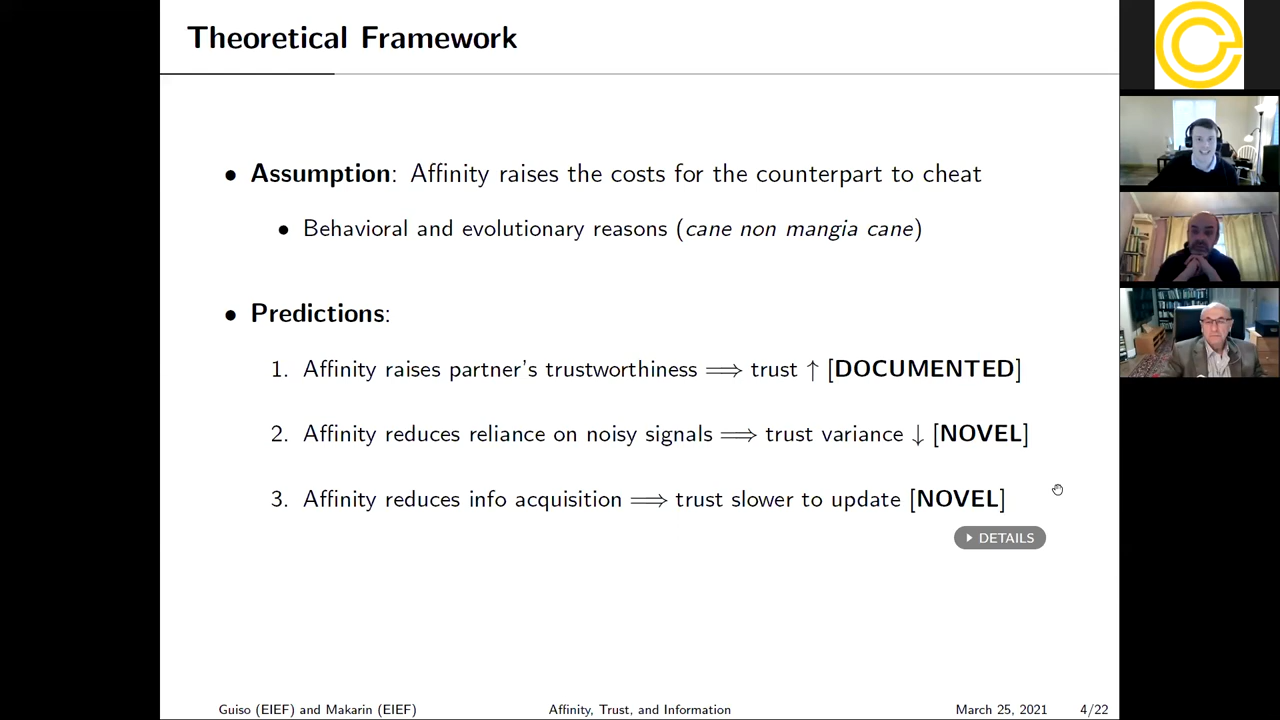 Theoretical Framework
• Assumption: Affinity raises the costs for the counterpart to cheat
• Behavioral and evolutionary reasons (cane non mangia cane)
• Predictions:
1. Affinity raises partner's trustworthiness ⟹ trust ↑ [DOCUMENTED]
2. Affinity reduces reliance on noisy signals ⟹ trust variance ↓ [NOVEL]
3. Affinity reduces info acquisition ⟹ trust slower to update [NOVEL]
DETAILS
Guiso (EIEF) and Makarin (EIEF) Affinity, Trust, and Information March 25, 2021 4/22